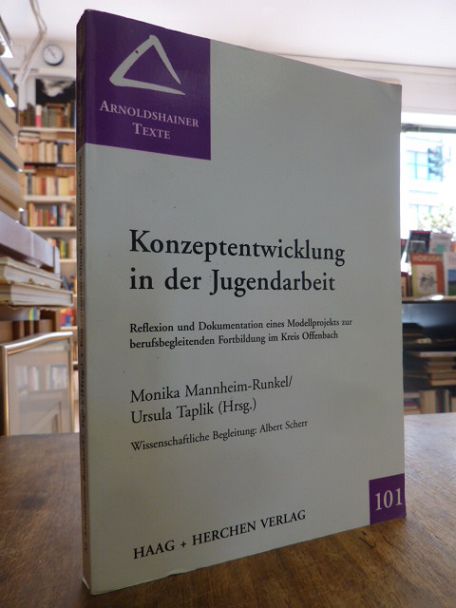 ARNOLDSHAINER
TEXTE
Konzeptentwicklung
in der Jugendarbeit
Reflexion und Dokumentation eines Modellprojekts zur
berufsbegleitenden Fortbildung im Kreis Offenbach
Monika Mannheim-Runkel/
Ursula Taplik (Hrsg.)
Wissenschaftliche Begleitung: Albert Scherr
101
HAAG + HERCHEN VERLAG